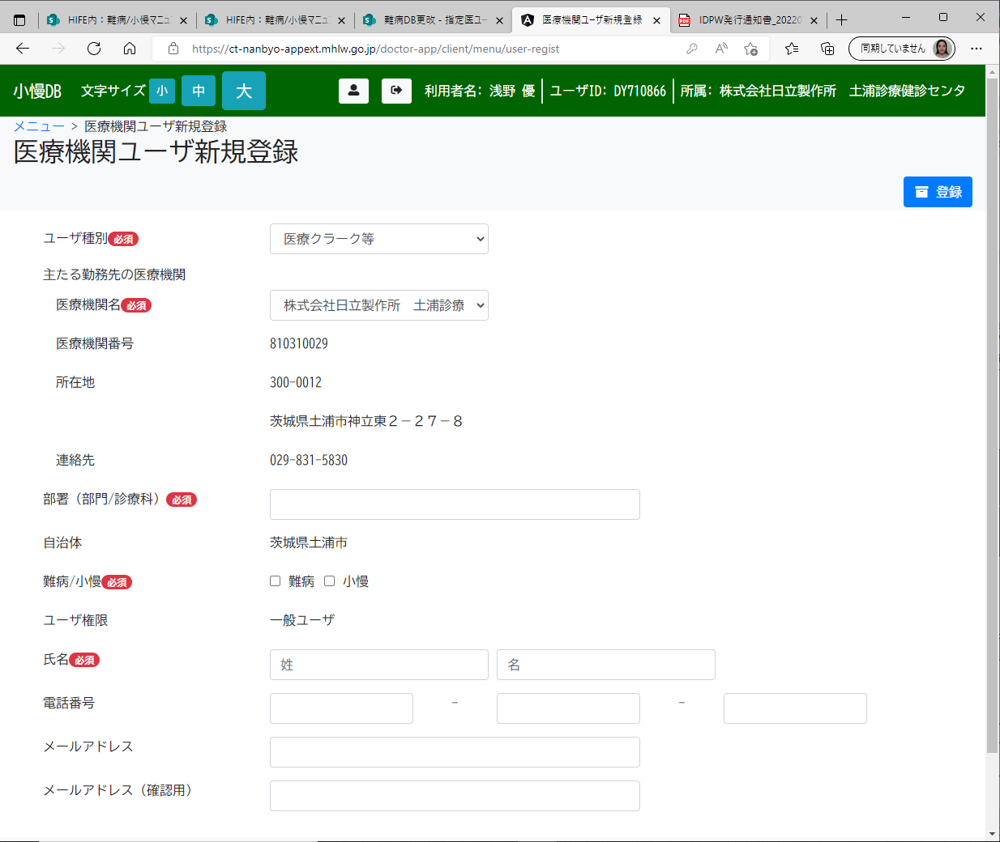 HIFE内：難病/小慢マニュ
HIFE内：難病/小慢マニュ
難病DB更改 - 指定医ユー
医療機関ユーザ新規登録
IDPW発行通知書_20220
https://ct-nanbyo-appext.mhlw.go.jp/doctor-app/client/menu/user-regist
同期していません
小慢DB 文字サイズ 小 中 大 利用者名: 浅野 優 ユーザID: DY710866 所属: 株式会社日立製作所　土浦診療健診センタ
メニュー > 医療機関ユーザ新規登録
医療機関ユーザ新規登録
登録
ユーザ種別 必須 医療クラーク等
主たる勤務先の医療機関
医療機関名 必須 株式会社日立製作所　土浦診療
医療機関番号 810310029
所在地 300-0012
茨城県土浦市神立東２－２７－８
連絡先 029-831-5830
部署（部門/診療科） 必須
自治体 茨城県土浦市
難病/小慢 必須 難病 小慢
ユーザ権限 一般ユーザ
氏名 必須 姓 名
電話番号 - -
メールアドレス
メールアドレス（確認用）